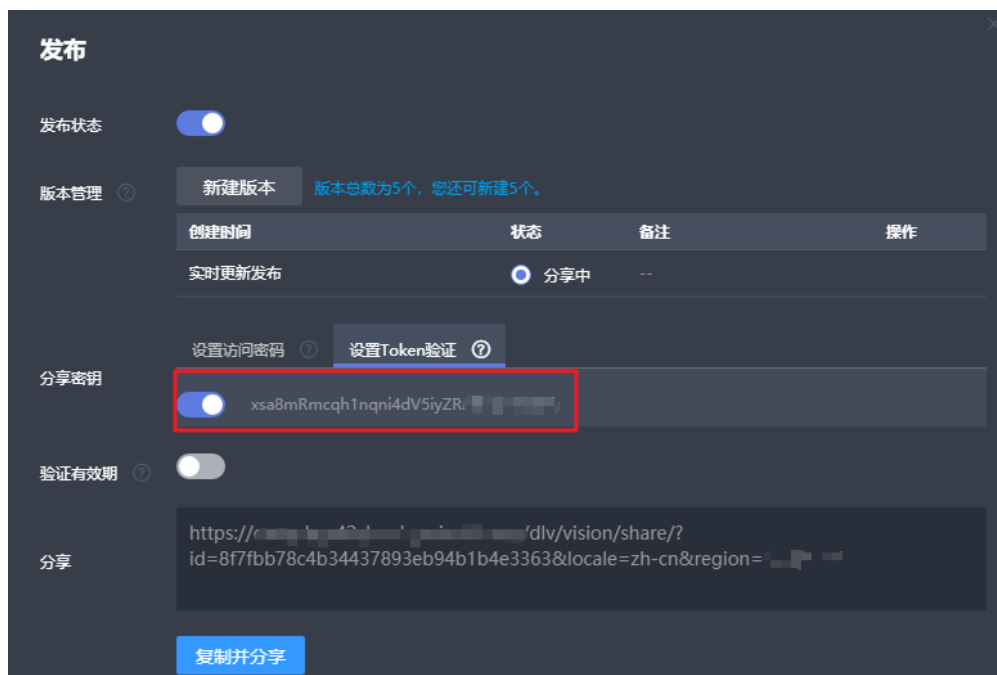 发布
发布状态
版本管理 ?
新建版本 版本总数为5个，您还可新建5个。
创建时间 状态 备注 操作
实时更新发布 分享中 --
设置访问密码 ? 设置Token验证 ?
分享密钥
xsa8mRmcqh1nqni4dV5iyZR
验证有效期 ?
分享
https:// /dlv/vision/share/?
id=8f7fbb78c4b34437893eb94b1b4e3363&locale=zh-cn&region=
复制并分享